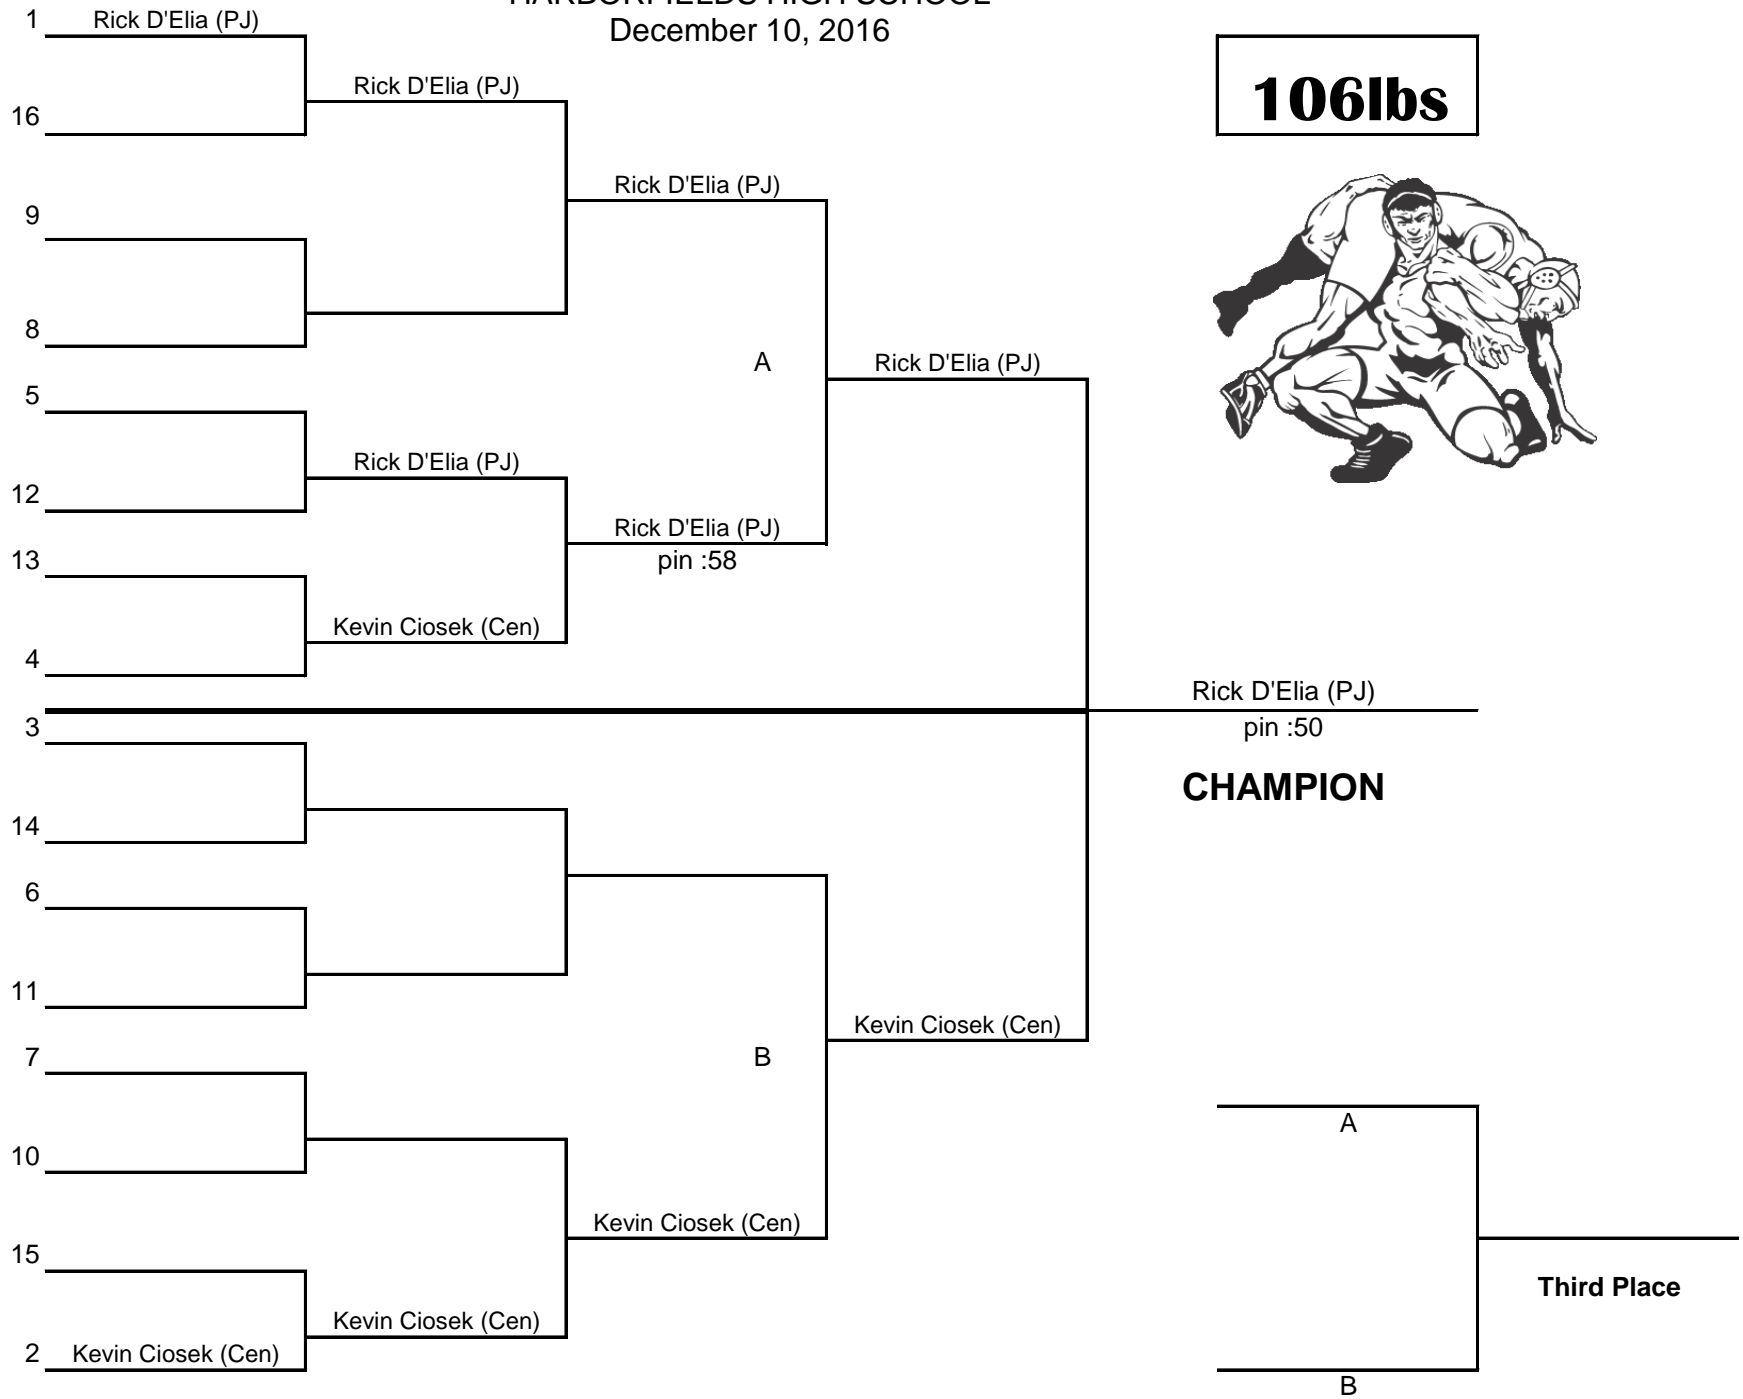 HARBORFIELDS HIGH SCHOOL
December 10, 2016
106lbs
1 Rick D'Elia (PJ)
Rick D'Elia (PJ)
16
Rick D'Elia (PJ)
9
8
A
Rick D'Elia (PJ)
5
Rick D'Elia (PJ)
12
Rick D'Elia (PJ)
pin :58
13
Kevin Ciosek (Cen)
4
Rick D'Elia (PJ)
pin :50
3
CHAMPION
14
6
11
Kevin Ciosek (Cen)
7
B
A
10
Kevin Ciosek (Cen)
15
Third Place
Kevin Ciosek (Cen)
2 Kevin Ciosek (Cen)
B